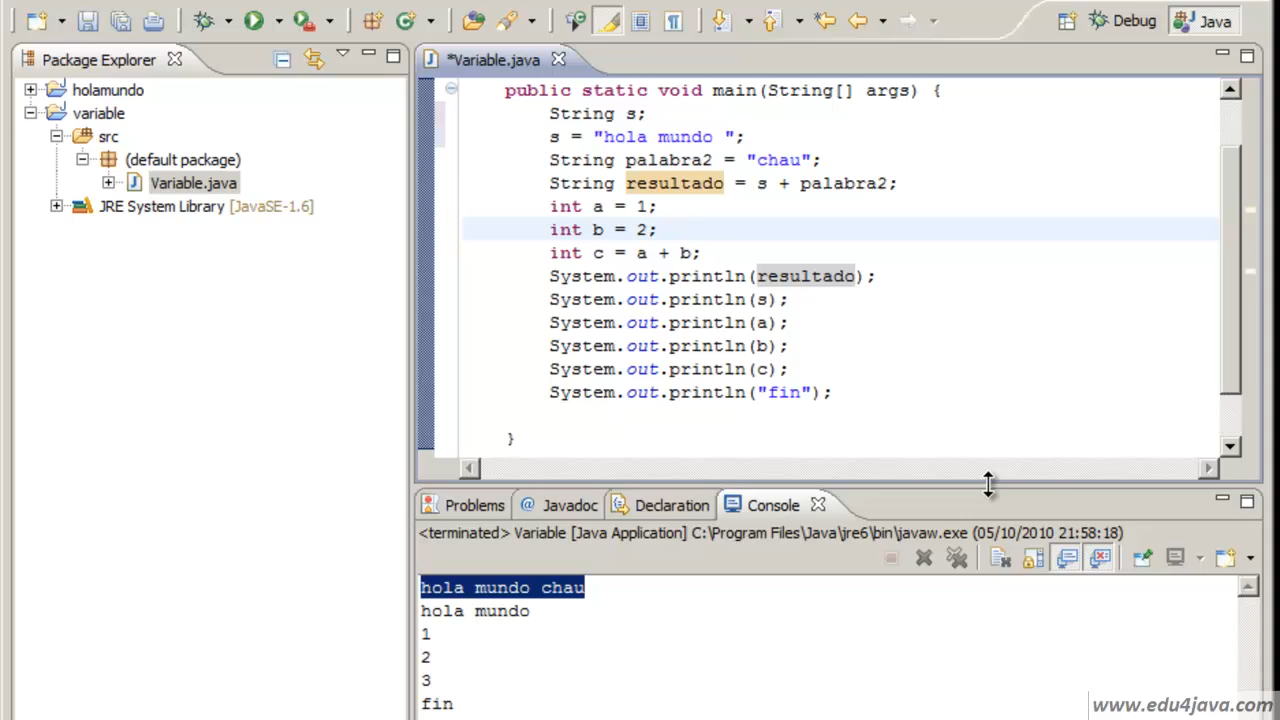 Debug
Java
Package Explorer
holamundo
variable
src
(default package)
Variable.java
JRE System Library [JavaSE-1.6]
*Variable.java
public static void main(String[] args) {
String s;
s = "hola mundo ";
String palabra2 = "chau";
String resultado = s + palabra2;
int a = 1;
int b = 2;
int c = a + b;
System.out.println(resultado);
System.out.println(s);
System.out.println(a);
System.out.println(b);
System.out.println(c);
System.out.println("fin");
}
Problems @ Javadoc Declaration Console
<terminated> Variable [Java Application] C:\Program Files\Java\jre6\bin\javaw.exe (05/10/2010 21:58:18)
hola mundo chau
hola mundo
1
2
3
fin
www.edu4java.com